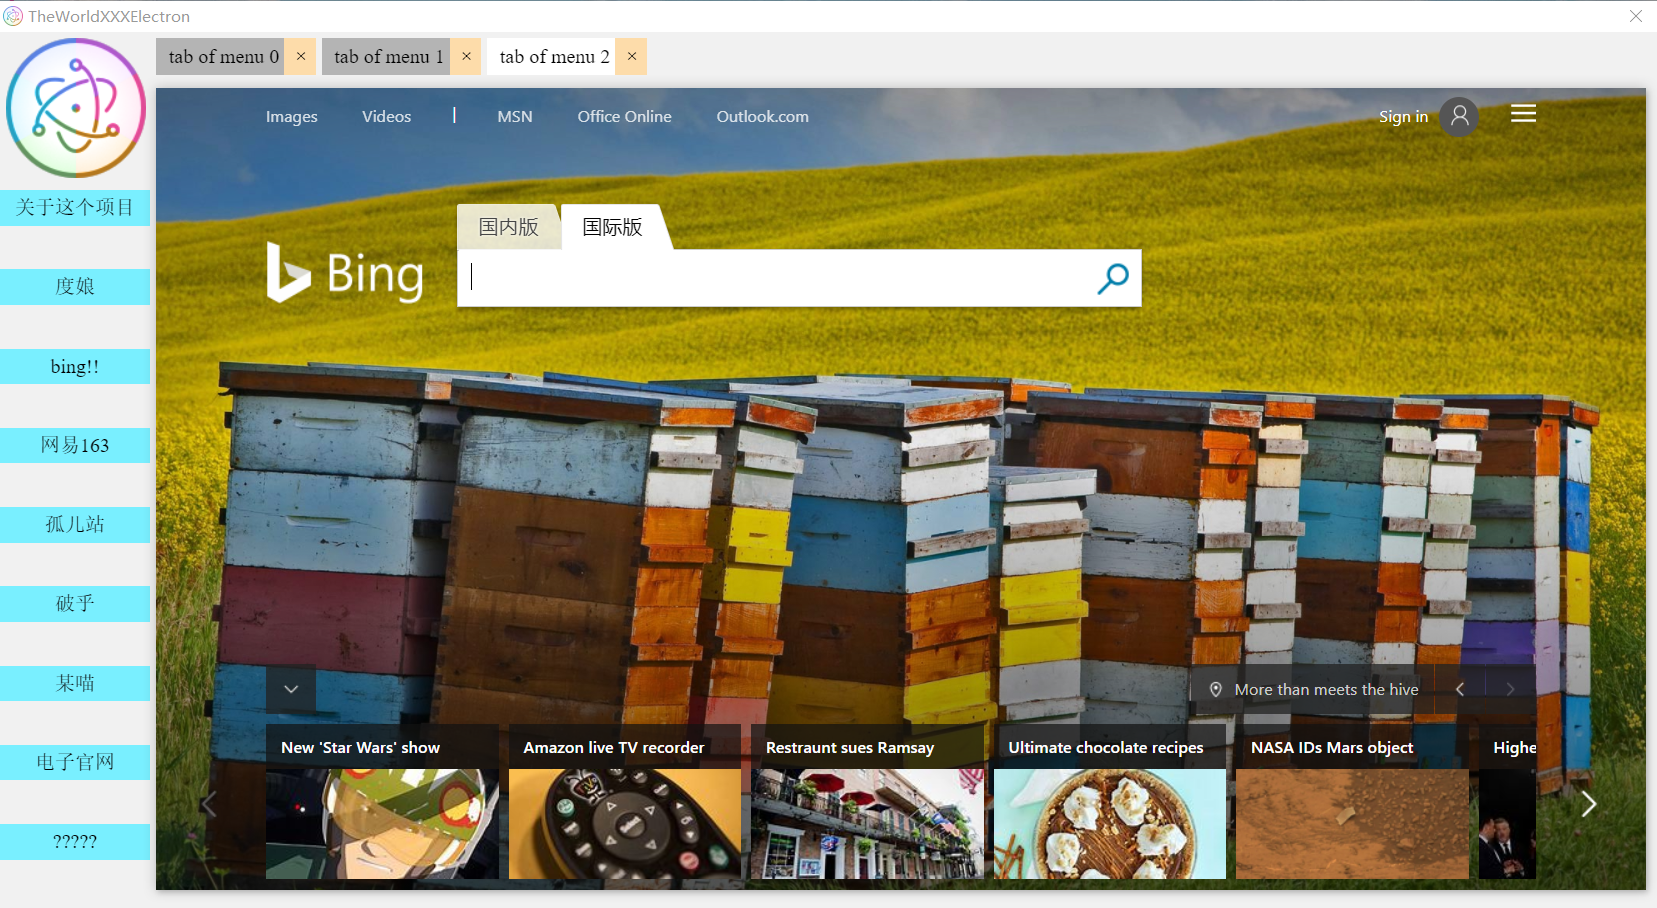 TheWorldXXXElectron
tab of menu 0 ×
tab of menu 1 ×
tab of menu 2 ×
关于这个项目
度娘
bing!!
网易163
孤儿站
破乎
某喵
电子官网
?????
Images Videos | MSN Office Online Outlook.com
Sign in
国内版 国际版
Bing
More than meets the hive
New 'Star Wars' show
Amazon live TV recorder
Restraunt sues Ramsay
Ultimate chocolate recipes
NASA IDs Mars object
Highe